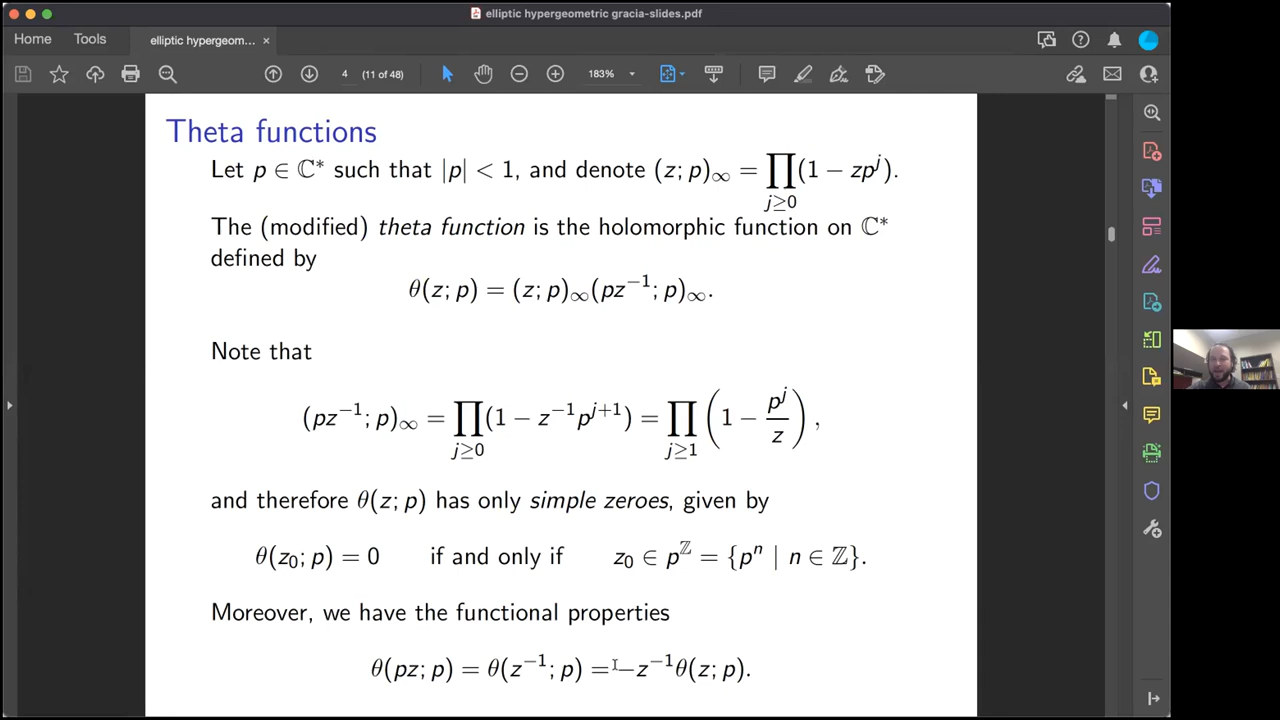 elliptic hypergeometric gracia-slides.pdf
Home Tools elliptic hypergeom... ×
4 (11 of 48) 183%
Theta functions
Let p ∈ ℂ* such that |p| < 1, and denote (z; p)∞ = ∏_{j≥0} (1 − zp^j).
The (modified) theta function is the holomorphic function on ℂ*
defined by
θ(z; p) = (z; p)∞(pz⁻¹; p)∞.
Note that
(pz⁻¹; p)∞ = ∏_{j≥0} (1 − z⁻¹p^{j+1}) = ∏_{j≥1} (1 − p^j/z),
and therefore θ(z; p) has only simple zeroes, given by
θ(z₀; p) = 0 if and only if z₀ ∈ p^ℤ = {pⁿ | n ∈ ℤ}.
Moreover, we have the functional properties
θ(pz; p) = θ(z⁻¹; p) = −z⁻¹θ(z; p).